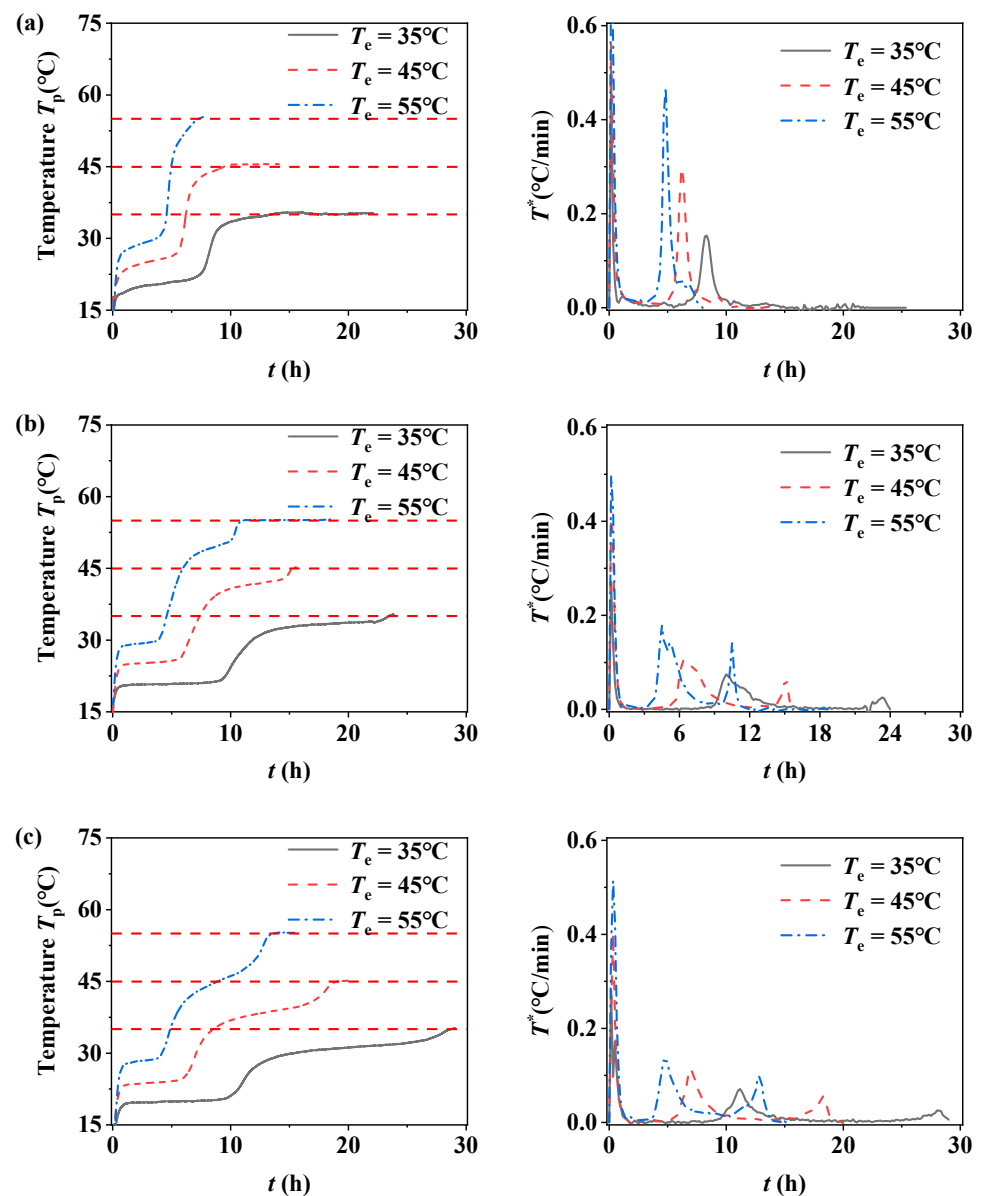 (a)
Temperature Tp(°C)
75
60
45
30
15
0
10
20
30
t (h)
Te = 35°C
Te = 45°C
Te = 55°C
T*(°C/min)
0.6
0.4
0.2
0.0
0
10
20
30
t (h)
Te = 35°C
Te = 45°C
Te = 55°C
(b)
Temperature Tp(°C)
75
60
45
30
15
0
10
20
30
t (h)
Te = 35°C
Te = 45°C
Te = 55°C
T*(°C/min)
0.6
0.4
0.2
0.0
0
6
12
18
24
30
t (h)
Te = 35°C
Te = 45°C
Te = 55°C
(c)
Temperature Tp(°C)
75
60
45
30
15
0
10
20
30
t (h)
Te = 35°C
Te = 45°C
Te = 55°C
T*(°C/min)
0.6
0.4
0.2
0.0
0
10
20
30
t (h)
Te = 35°C
Te = 45°C
Te = 55°C